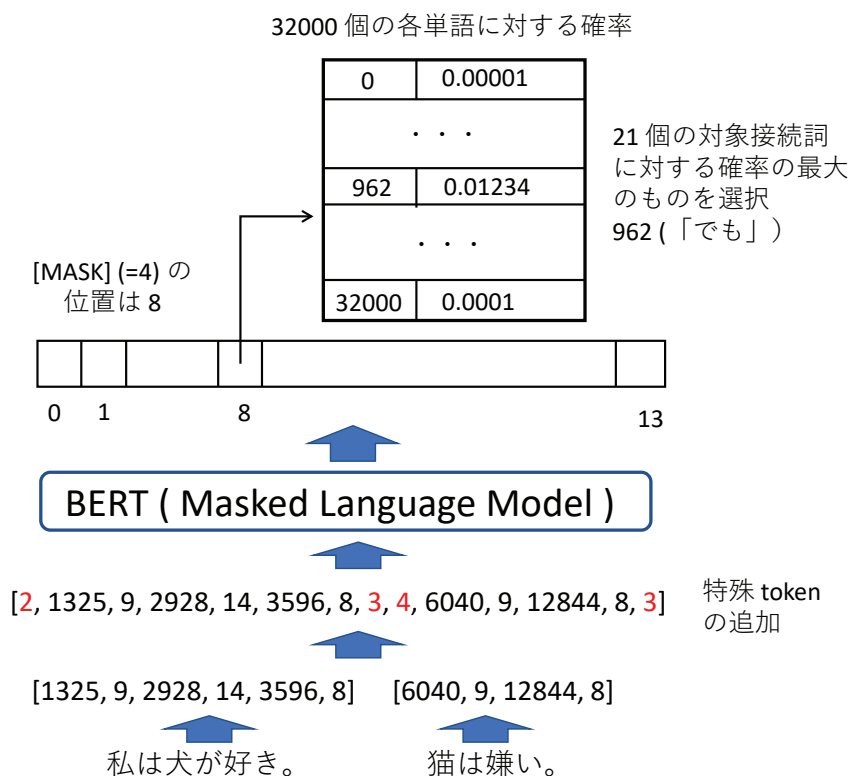 32000 個の各単語に対する確率
0 0.00001
・・・
962 0.01234
・・・
32000 0.0001
21 個の対象接続詞
に対する確率の最大
のものを選択
962 (「でも」)
[MASK] (=4) の
位置は 8
0 1 8 13
BERT ( Masked Language Model )
[2, 1325, 9, 2928, 14, 3596, 8, 3, 4, 6040, 9, 12844, 8, 3]
特殊 token
の追加
[1325, 9, 2928, 14, 3596, 8] [6040, 9, 12844, 8]
私は犬が好き。 猫は嫌い。